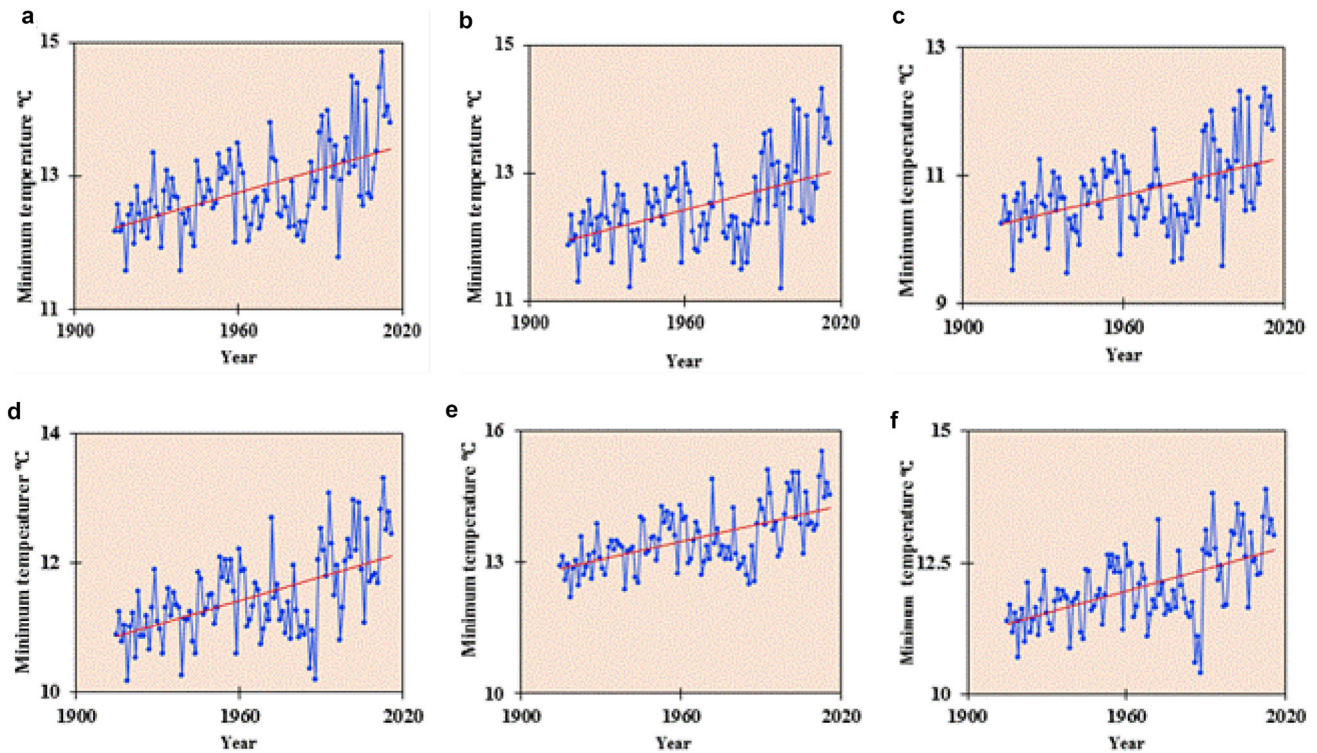 a
Minimum temperature ℃
15
13
11
1900
1960
2020
Year
b
Minimum temperature ℃
15
13
11
1900
1960
2020
Year
c
Minimum temperature ℃
13
11
9
1900
1960
2020
Year
d
Minimum tempeaturer ℃
14
12
10
1900
1960
2020
Year
e
Minimum temperature ℃
16
13
10
1900
1960
2020
Year
f
Minimum temperature ℃
15
12.5
10
1900
1960
2020
Year